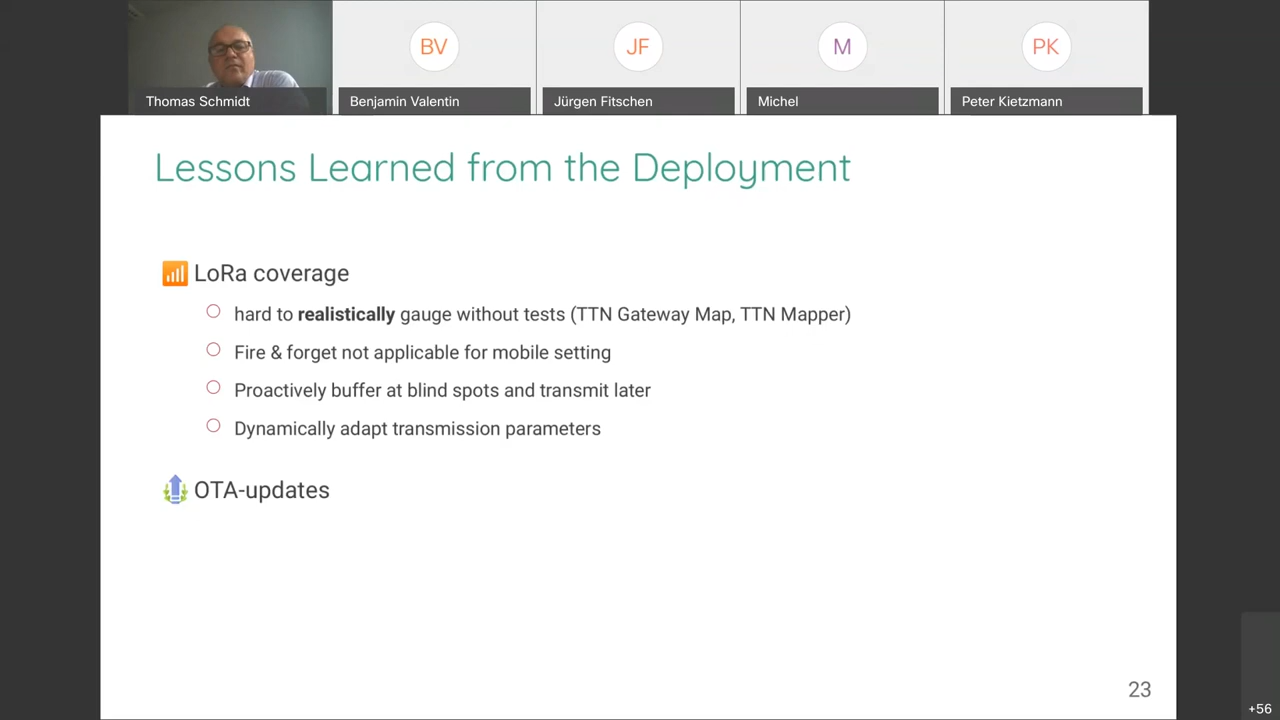 BV
JF
M
PK
Thomas Schmidt
Benjamin Valentin
Jürgen Fitschen
Michel
Peter Kietzmann
Lessons Learned from the Deployment
LoRa coverage
hard to realistically gauge without tests (TTN Gateway Map, TTN Mapper)
Fire & forget not applicable for mobile setting
Proactively buffer at blind spots and transmit later
Dynamically adapt transmission parameters
OTA-updates
23
+56